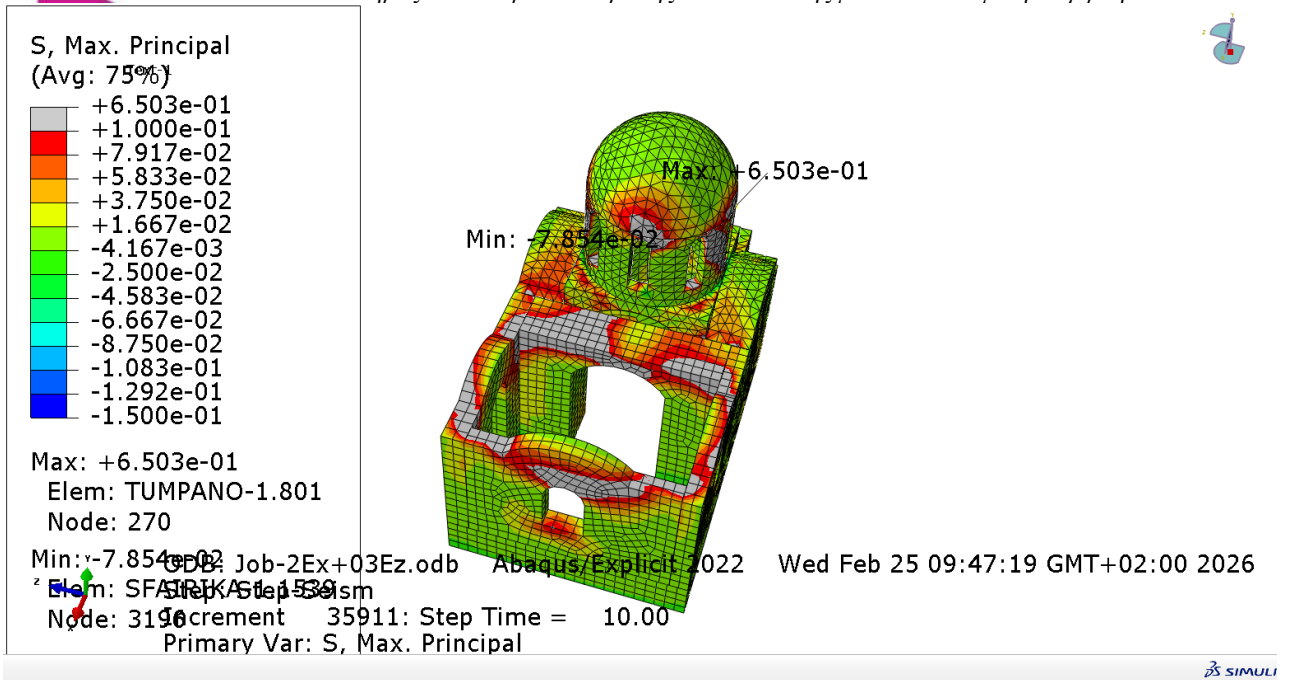 S, Max. Principal
(Avg: 75%)
+6.503e-01
+1.000e-01
+7.917e-02
+5.833e-02
+3.750e-02
+1.667e-02
-4.167e-03
-2.500e-02
-4.583e-02
-6.667e-02
-8.750e-02
-1.083e-01
-1.292e-01
-1.500e-01
Max: +6.503e-01
Elem: TUMPANO-1.801
Node: 270
Min: -7.854e-02
Elem: SFAIRIKA-1.1539
Node: 3196
Max: +6.503e-01
Min: -7.854e-02
y
z
x
ODB: Job-2Ex+03Ez.odb Abaqus/Explicit 2022 Wed Feb 25 09:47:19 GMT+02:00 2026
Step: Step-Seism
Increment 35911: Step Time = 10.00
Primary Var: S, Max. Principal
SIMULI